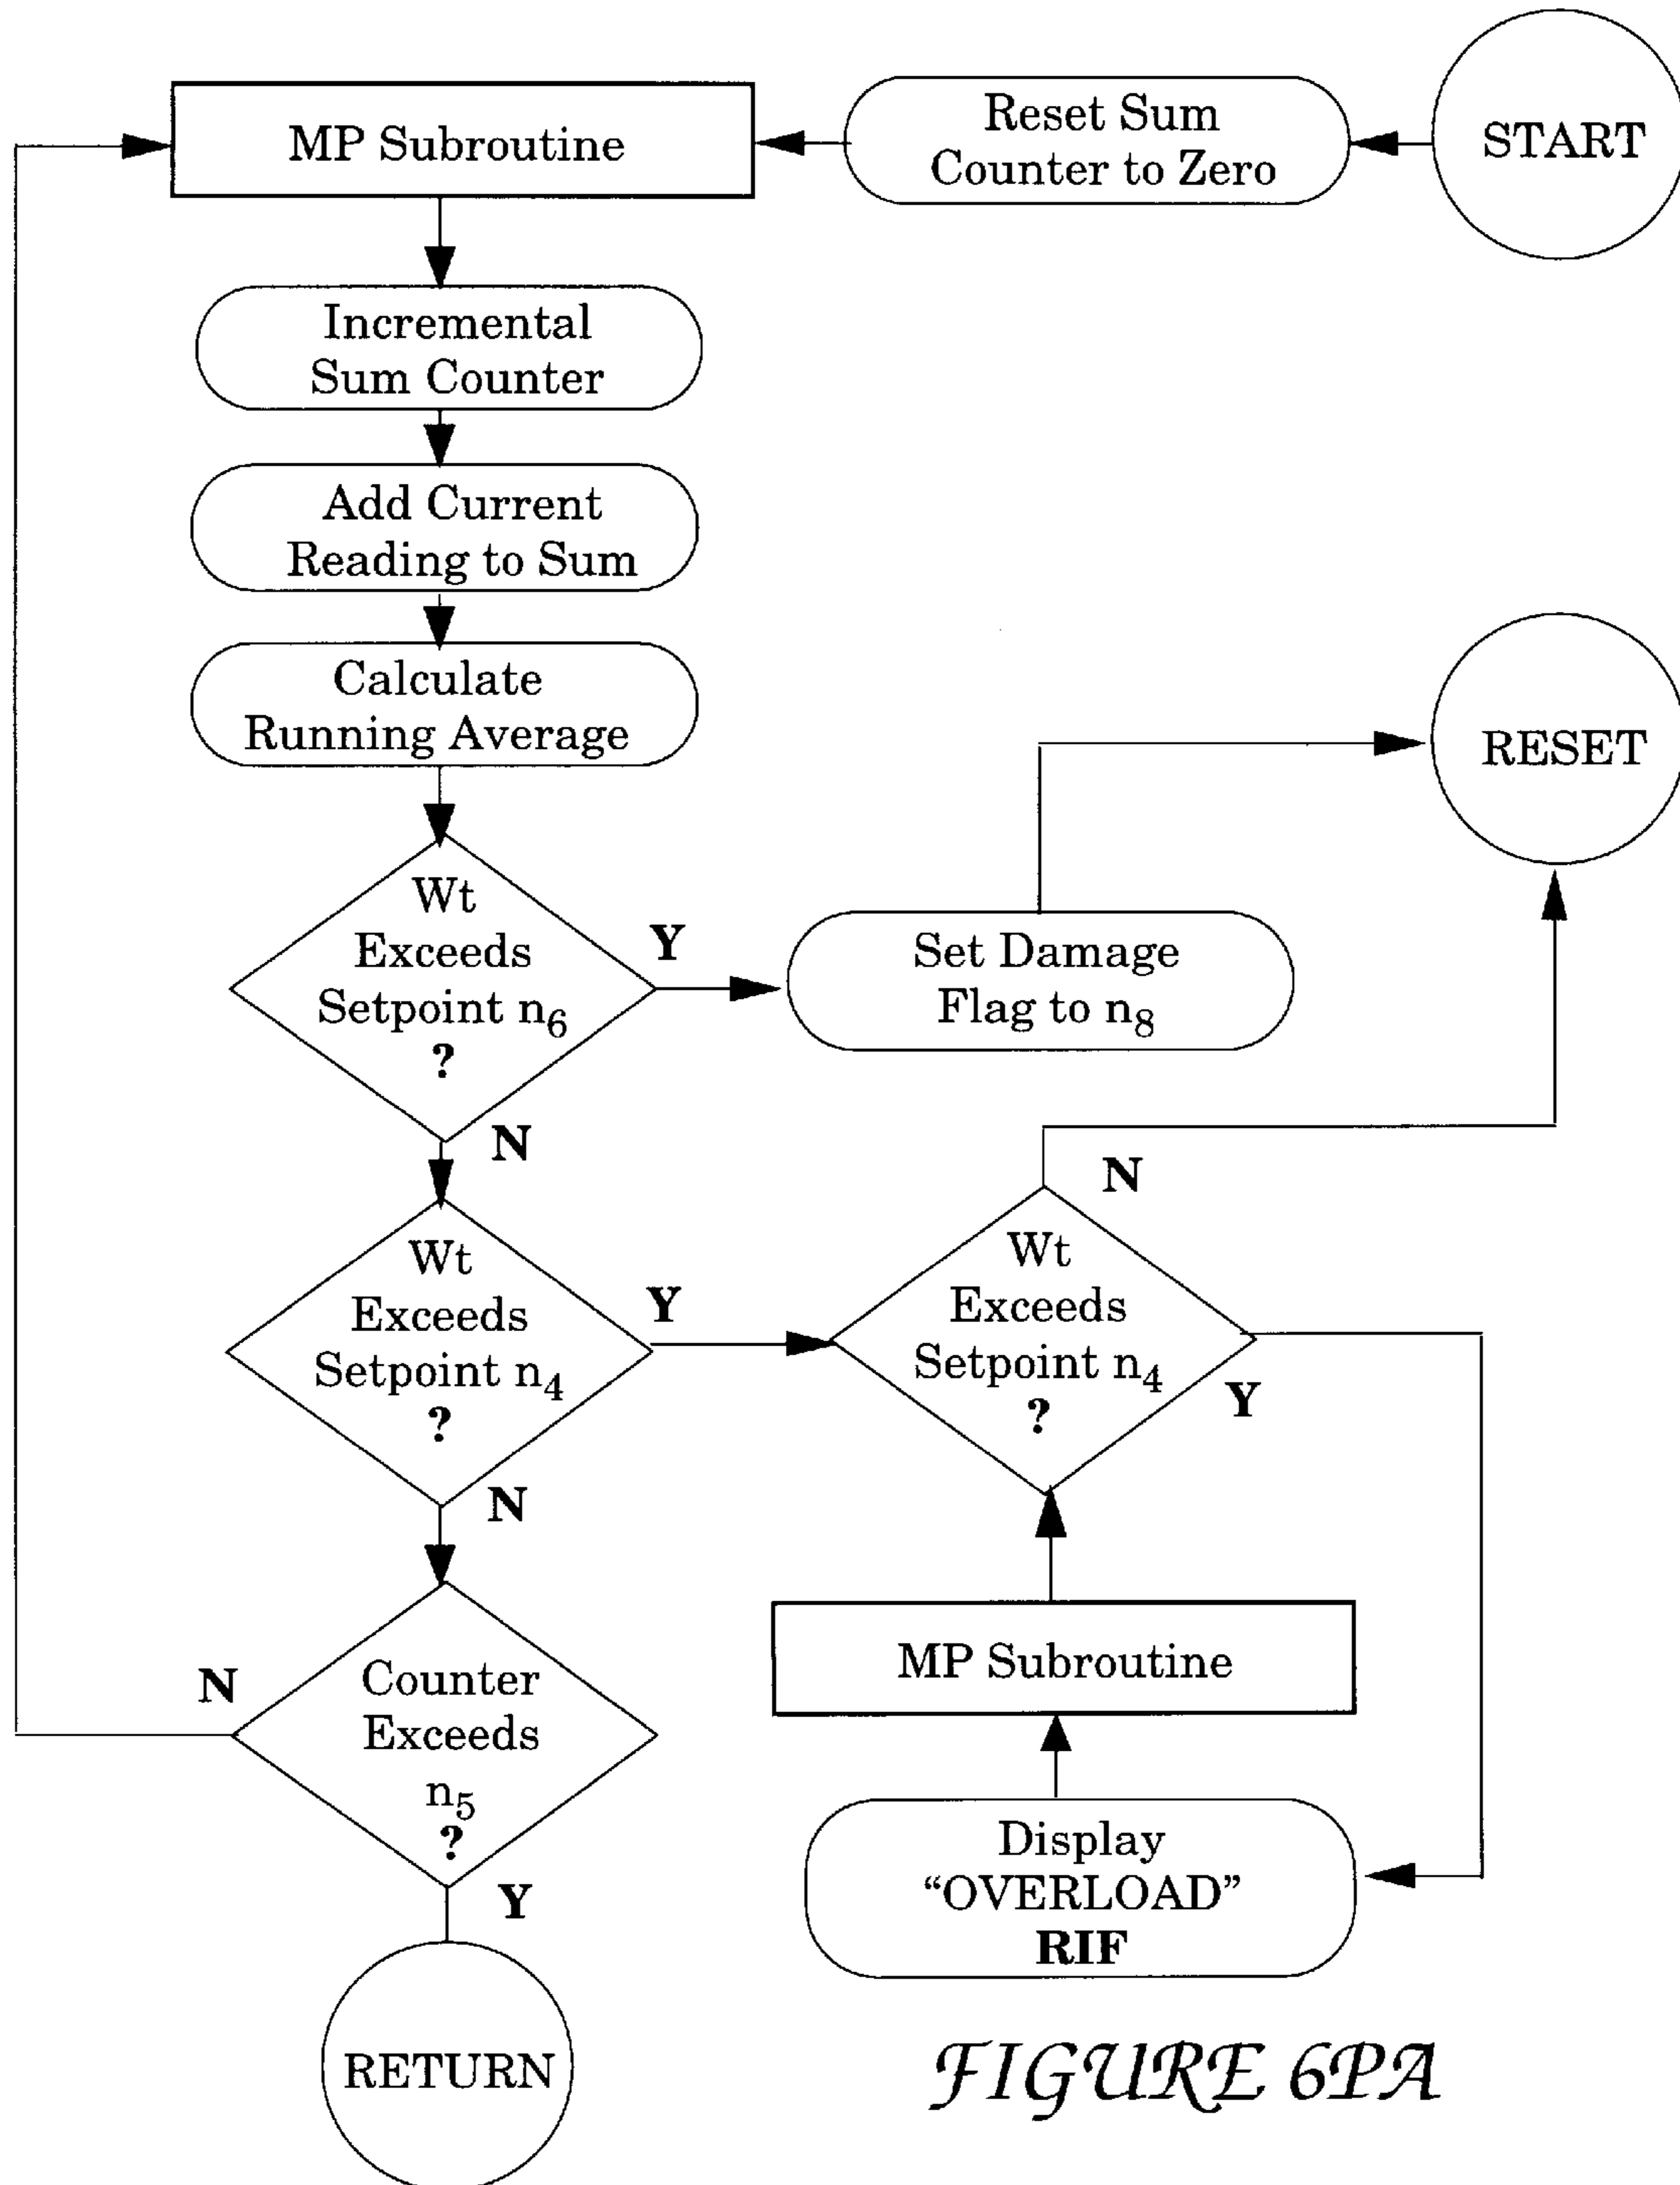 START
Reset Sum
Counter to Zero
MP Subroutine
Incremental
Sum Counter
Add Current
Reading to Sum
Calculate
Running Average
RESET
Wt
Exceeds
Setpoint n6
?
Y
N
Set Damage
Flag to n8
Wt
Exceeds
Setpoint n4
?
Y
N
Wt
Exceeds
Setpoint n4
?
N
Y
Counter
Exceeds
n5
?
N
Y
MP Subroutine
Display
“OVERLOAD”
RIF
RETURN
FIGURE 6PA